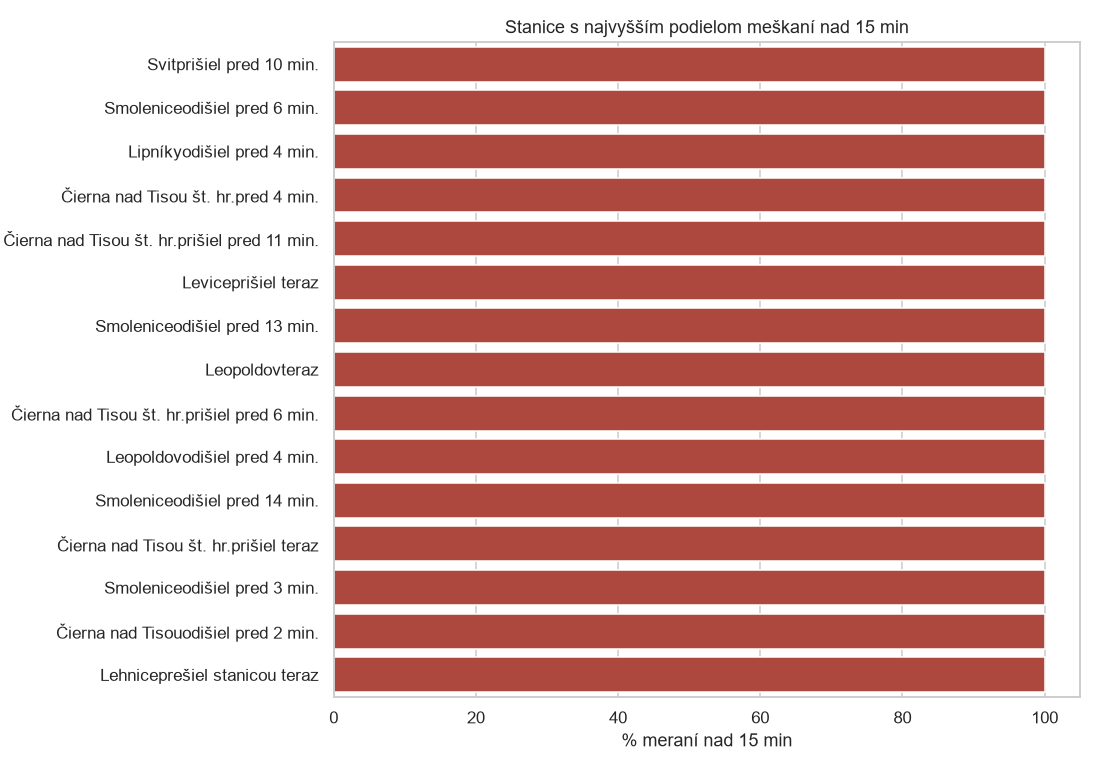 Stanice s najvyšším podielom meškaní nad 15 min
Svitprišiel pred 10 min.
Smoleniceodišiel pred 6 min.
Lipníkyodišiel pred 4 min.
Čierna nad Tisou št. hr.pred 4 min.
Čierna nad Tisou št. hr.prišiel pred 11 min.
Leviceprišiel teraz
Smoleniceodišiel pred 13 min.
Leopoldovteraz
Čierna nad Tisou št. hr.prišiel pred 6 min.
Leopoldovodišiel pred 4 min.
Smoleniceodišiel pred 14 min.
Čierna nad Tisou št. hr.prišiel teraz
Smoleniceodišiel pred 3 min.
Čierna nad Tisouodišiel pred 2 min.
Lehniceprešiel stanicou teraz
0 20 40 60 80 100
% meraní nad 15 min